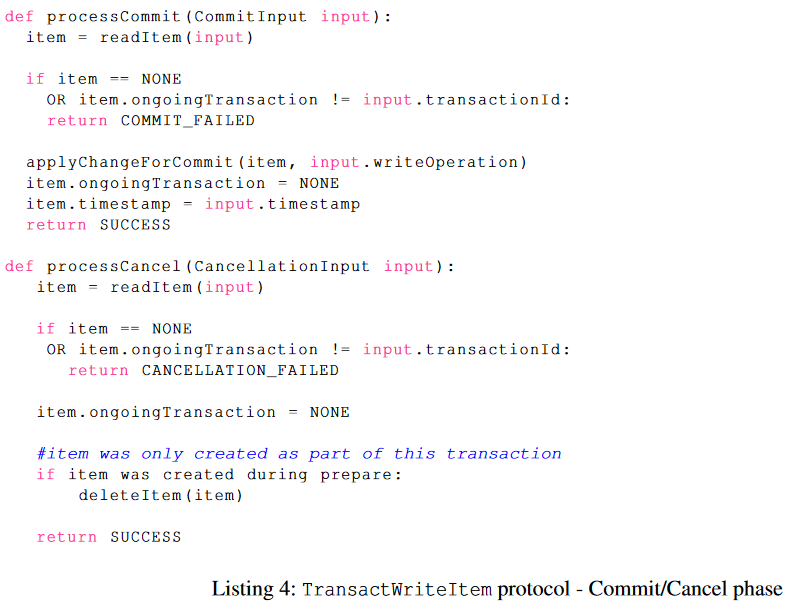 def processCommit(CommitInput input):
item = readItem(input)
if item == NONE
OR item.ongoingTransaction != input.transactionId:
return COMMIT_FAILED
applyChangeForCommit(item, input.writeOperation)
item.ongoingTransaction = NONE
item.timestamp = input.timestamp
return SUCCESS
def processCancel(CancellationInput input):
item = readItem(input)
if item == NONE
OR item.ongoingTransaction != input.transactionId:
return CANCELLATION_FAILED
item.ongoingTransaction = NONE
#item was only created as part of this transaction
if item was created during prepare:
deleteItem(item)
return SUCCESS
Listing 4: TransactWriteItem protocol - Commit/Cancel phase